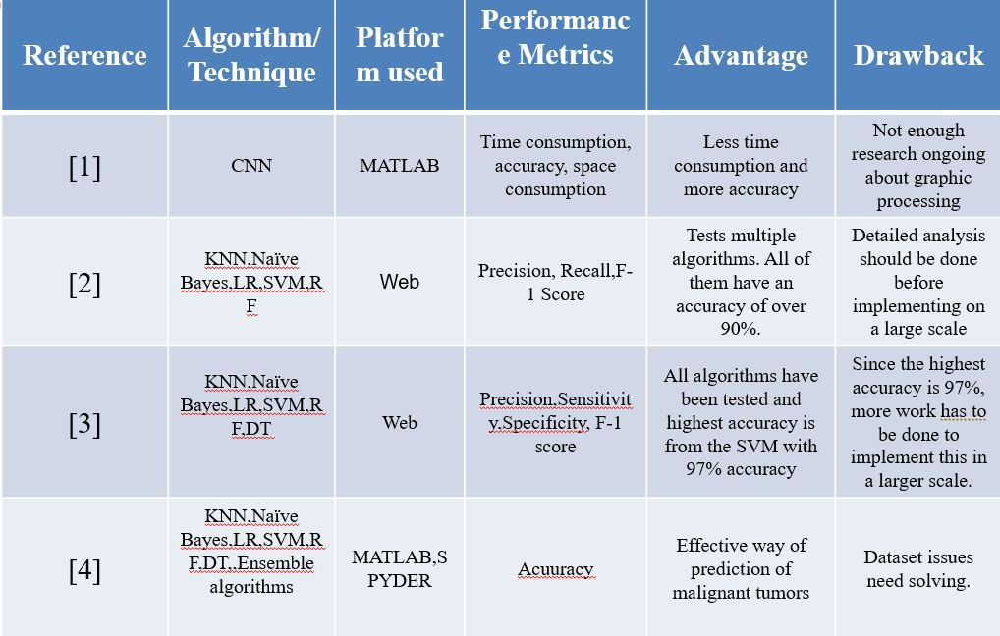 Reference
Algorithm/
Technique
Platfor
m used
Performanc
e Metrics
Advantage
Drawback
[1]
CNN
MATLAB
Time consumption,
accuracy, space
consumption
Less time
consumption and
more accuracy
Not enough
research ongoing
about graphic
processing
[2]
KNN,Naïve
Bayes,LR,SVM,R
F
Web
Precision, Recall,F-
1 Score
Tests multiple
algorithms. All of
them have an
accuracy of over
90%.
Detailed analysis
should be done
before
implementing on
a large scale
[3]
KNN,Naïve
Bayes,LR,SVM,R
F,DT
Web
Precision,Sensitivit
y,Specificity, F-1
score
All algorithms have
been tested and
highest accuracy is
from the SVM with
97% accuracy
Since the highest
accuracy is 97%,
more work has to
be done to
implement this in
a larger scale.
[4]
KNN,Naïve
Bayes,LR,SVM,R
F,DT,,Ensemble
algorithms
MATLAB,S
PYDER
Acuuracy
Effective way of
prediction of
malignant tumors
Dataset issues
need solving.